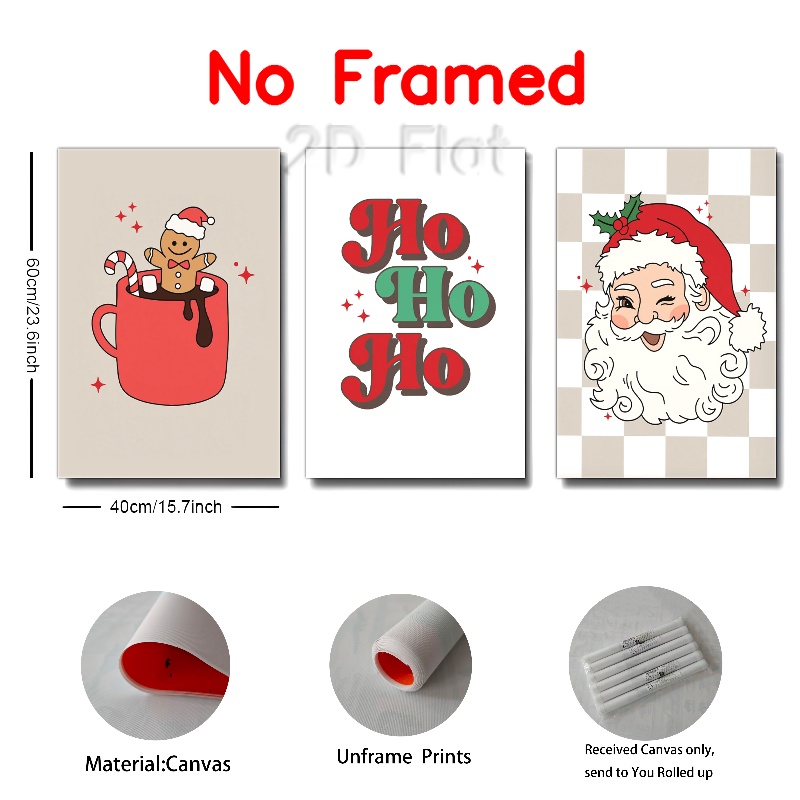 No Framed
2D Flat
60cm/23.6inch
Ho
Ho
Ho
40cm/15.7inch
Material:Canvas
Unframe Prints
Received Canvas only,
send to You Rolled up